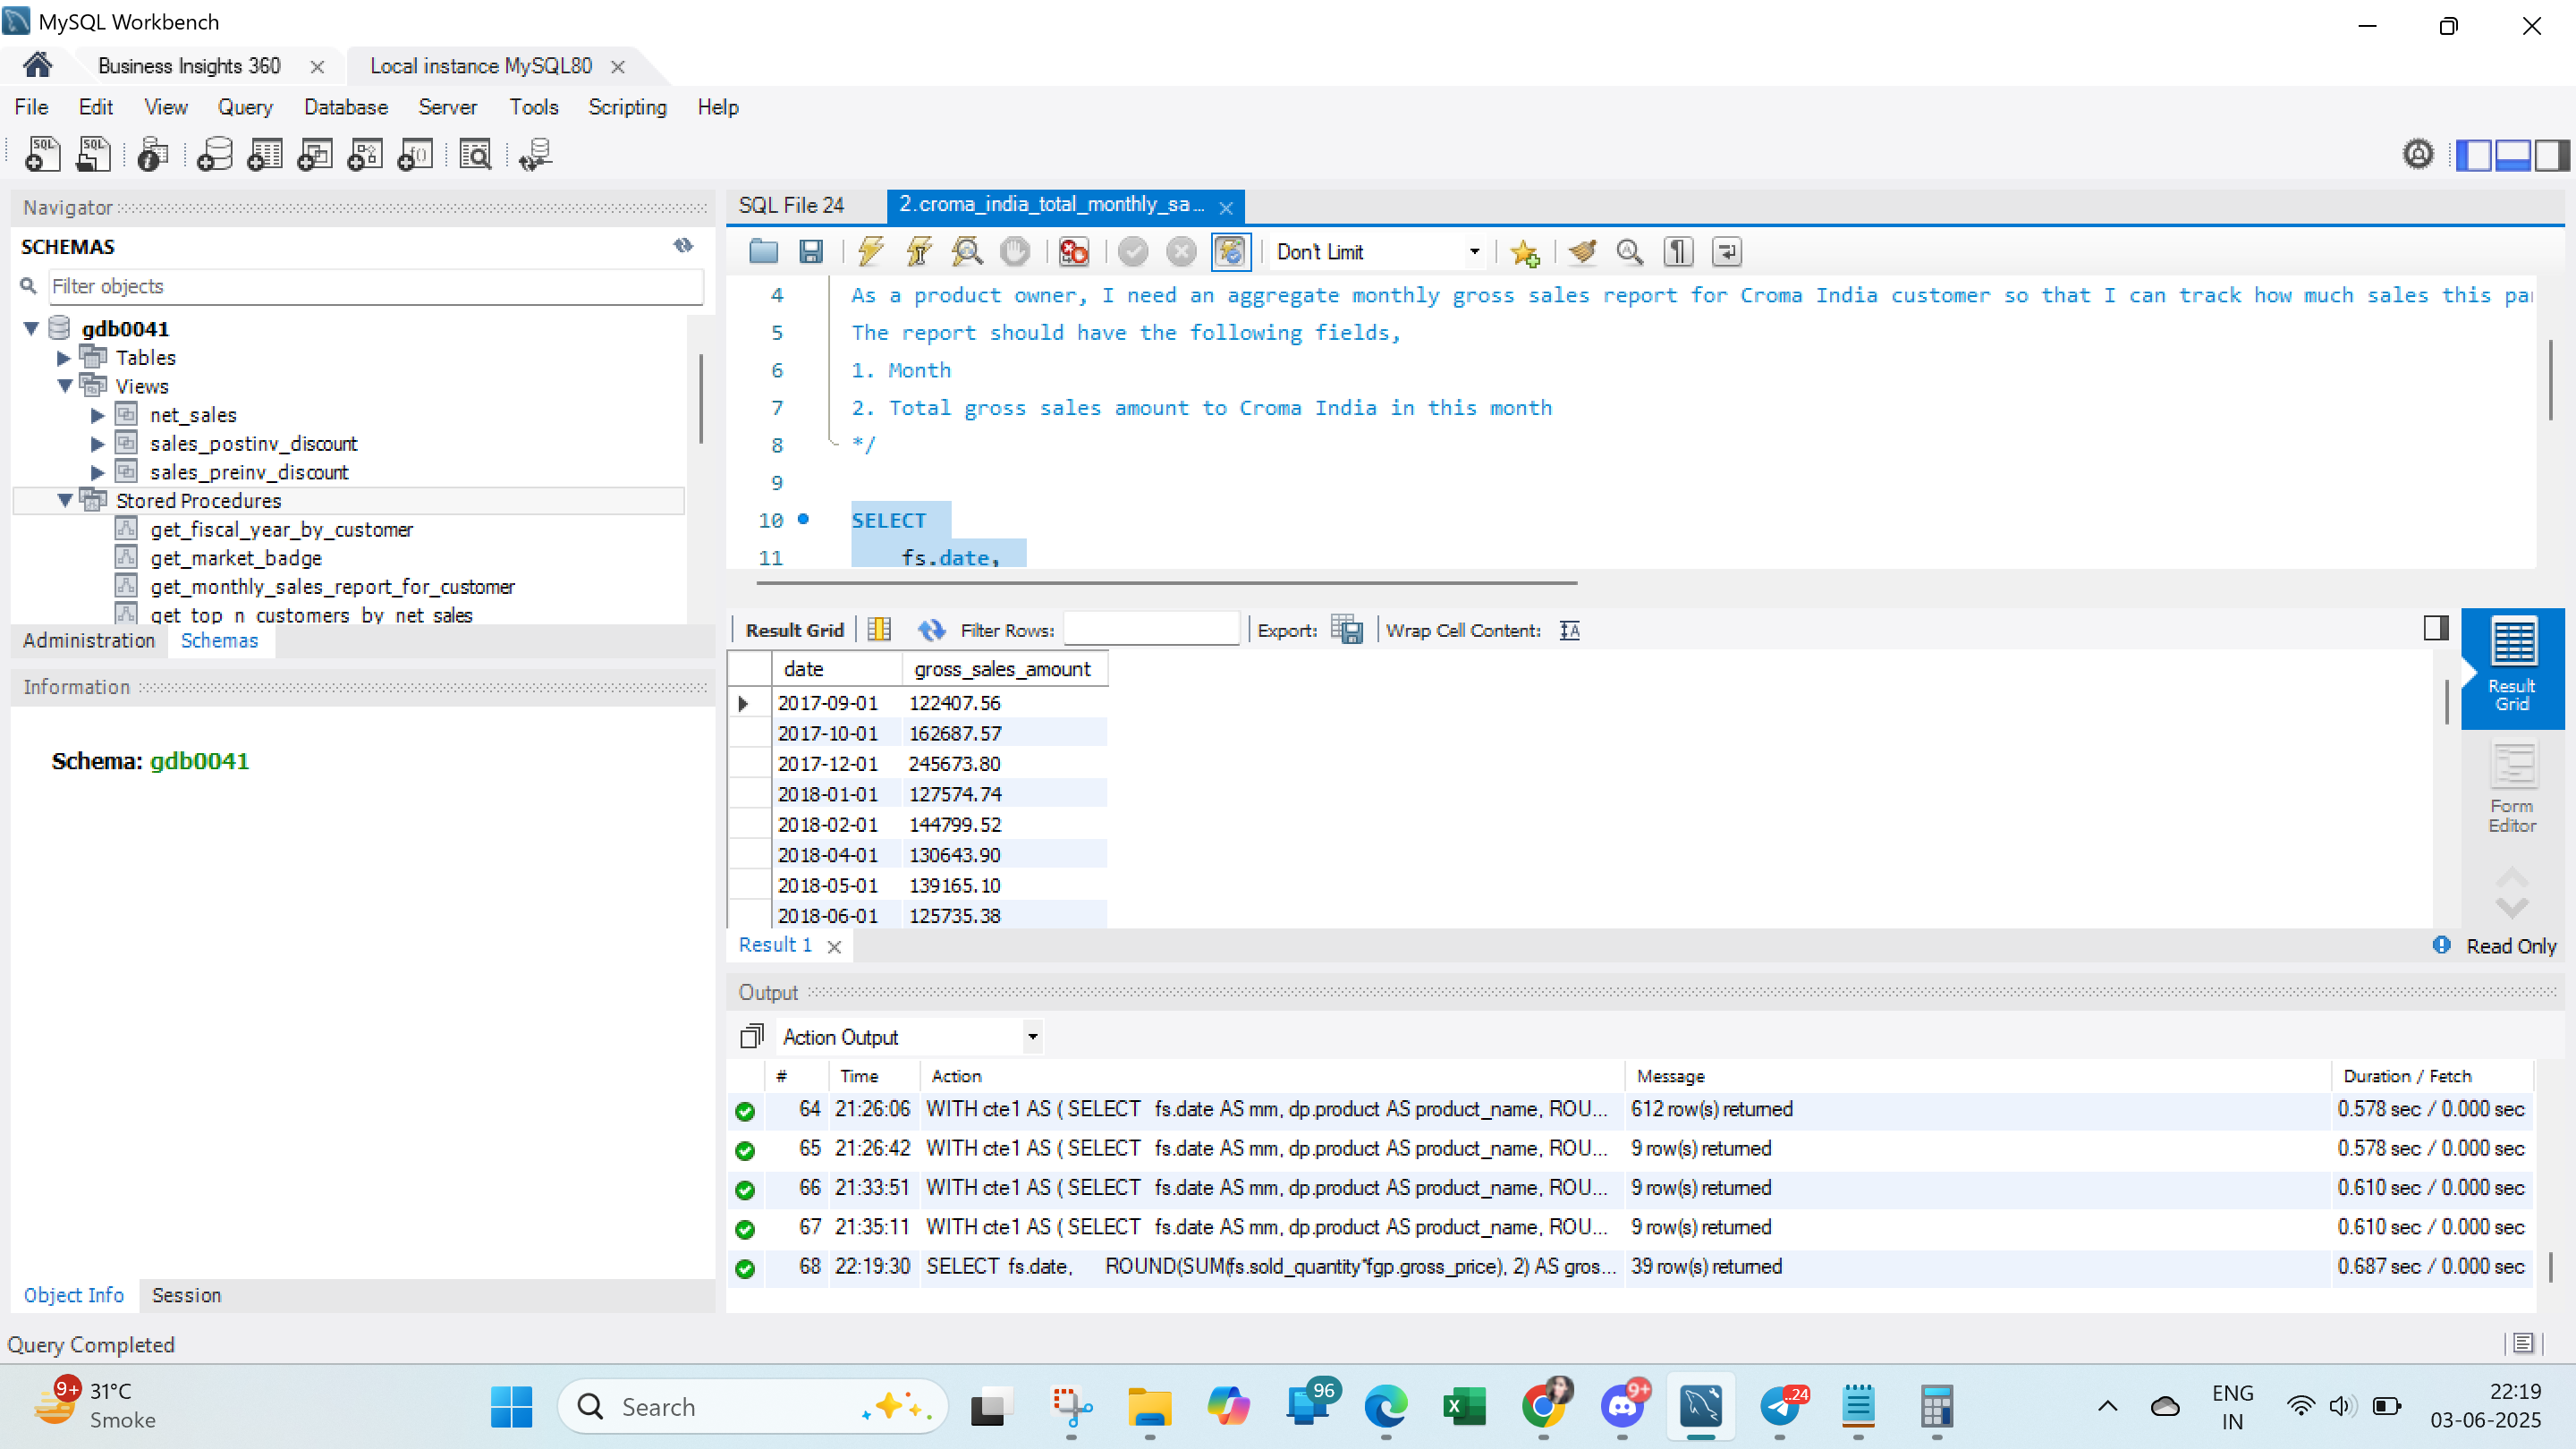 MySQL Workbench
Business Insights 360
Local instance MySQL80
File Edit View Query Database Server Tools Scripting Help
Navigator
SCHEMAS
Filter objects
gdb0041
Tables
Views
net_sales
sales_postinv_discount
sales_preinv_discount
Stored Procedures
get_fiscal_year_by_customer
get_market_badge
get_monthly_sales_report_for_customer
get_top_n_customers_by_net_sales
Administration Schemas
Information
Schema: gdb0041
Object Info Session
Query Completed
SQL File 24
2.croma_india_total_monthly_sa...
Don't Limit
4 As a product owner, I need an aggregate monthly gross sales report for Croma India customer so that I can track how much sales this
5 The report should have the following fields,
6 1. Month
7 2. Total gross sales amount to Croma India in this month
8 */
9
10 SELECT
11 fs.date,
Result Grid Filter Rows: Export: Wrap Cell Content:
date gross_sales_amount
2017-09-01 122407.56
2017-10-01 162687.57
2017-12-01 245673.80
2018-01-01 127574.74
2018-02-01 144799.52
2018-04-01 130643.90
2018-05-01 139165.10
2018-06-01 125735.38
Result
Grid
Form
Editor
Result 1
Read Only
Output
Action Output
# Time Action Message Duration / Fetch
64 21:26:06 WITH cte1 AS ( SELECT fs.date AS mm, dp.product AS product_name, ROU... 612 row(s) returned 0.578 sec / 0.000 sec
65 21:26:42 WITH cte1 AS ( SELECT fs.date AS mm, dp.product AS product_name, ROU... 9 row(s) returned 0.578 sec / 0.000 sec
66 21:33:51 WITH cte1 AS ( SELECT fs.date AS mm, dp.product AS product_name, ROU... 9 row(s) returned 0.610 sec / 0.000 sec
67 21:35:11 WITH cte1 AS ( SELECT fs.date AS mm, dp.product AS product_name, ROU... 9 row(s) returned 0.610 sec / 0.000 sec
68 22:19:30 SELECT fs.date, ROUND(SUM(fs.sold_quantity*fgp.gross_price), 2) AS gros... 39 row(s) returned 0.687 sec / 0.000 sec
9+
31°C
Smoke
Search
96
9+
..24
ENG
IN
22:19
03-06-2025